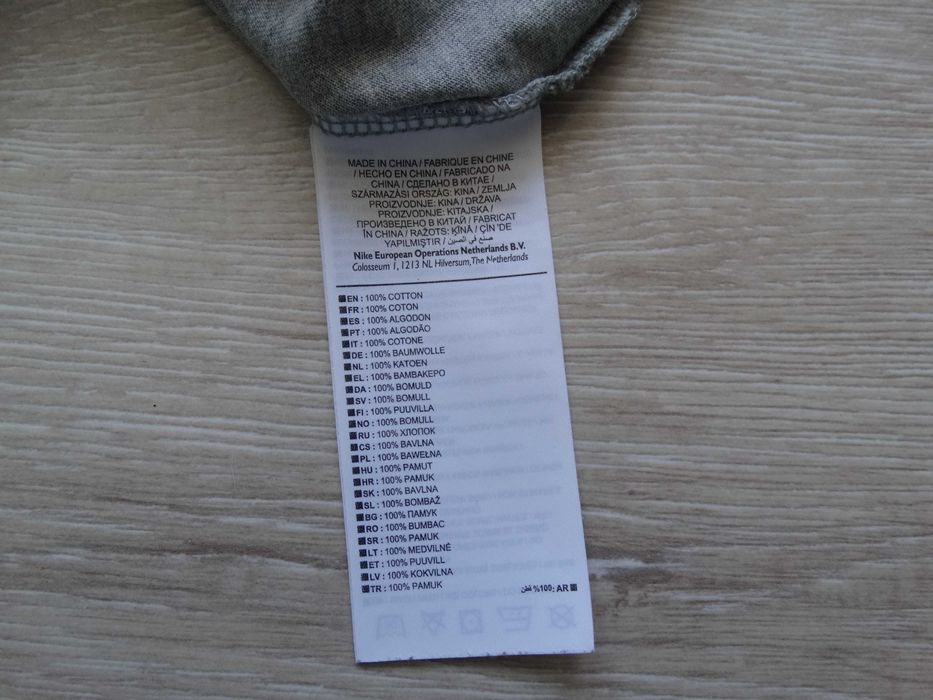 MADE IN CHINA / FABRIQUE EN CHINE
/ HECHO EN CHINA / FABRICADO NA
CHINA / СДЕЛАНО В КИТАЕ /
SZÁRMAZÁSI ORSZÁG: KINA / ZEMLJA
PROIZVODNJE: KINA / DRŽAVA
PROIZVODNJE: KITAJSKA /
ПРОИЗВЕДЕНО В КИТАЙ / FABRICAT
ÎN CHINA / RAŽOTS: ĶĪNĀ / ÇİN 'DE
YAPILMIŞTIR / صنع في الصين
Nike European Operations Netherlands B.V.
Colosseum 1, 1213 NL Hilversum, The Netherlands
EN : 100% COTTON
FR : 100% COTON
ES : 100% ALGODON
PT : 100% ALGODÃO
IT : 100% COTONE
DE : 100% BAUMWOLLE
NL : 100% KATOEN
EL : 100% ΒΑΜΒΑΚΕΡΟ
DA : 100% BOMULD
SV : 100% BOMULL
FI : 100% PUUVILLA
NO : 100% BOMULL
RU : 100% ХЛОПОК
CS : 100% BAVLNA
PL : 100% BAWEŁNA
HU : 100% PAMUT
HR : 100% PAMUK
SK : 100% BAVLNA
SL : 100% BOMBAŽ
BG : 100% ПАМУК
RO : 100% BUMBAC
SR : 100% PAMUK
LT : 100% MEDVILNĖ
ET : 100% PUUVILL
LV : 100% KOKVILNA
TR : 100% PAMUK
AR :100% قطن